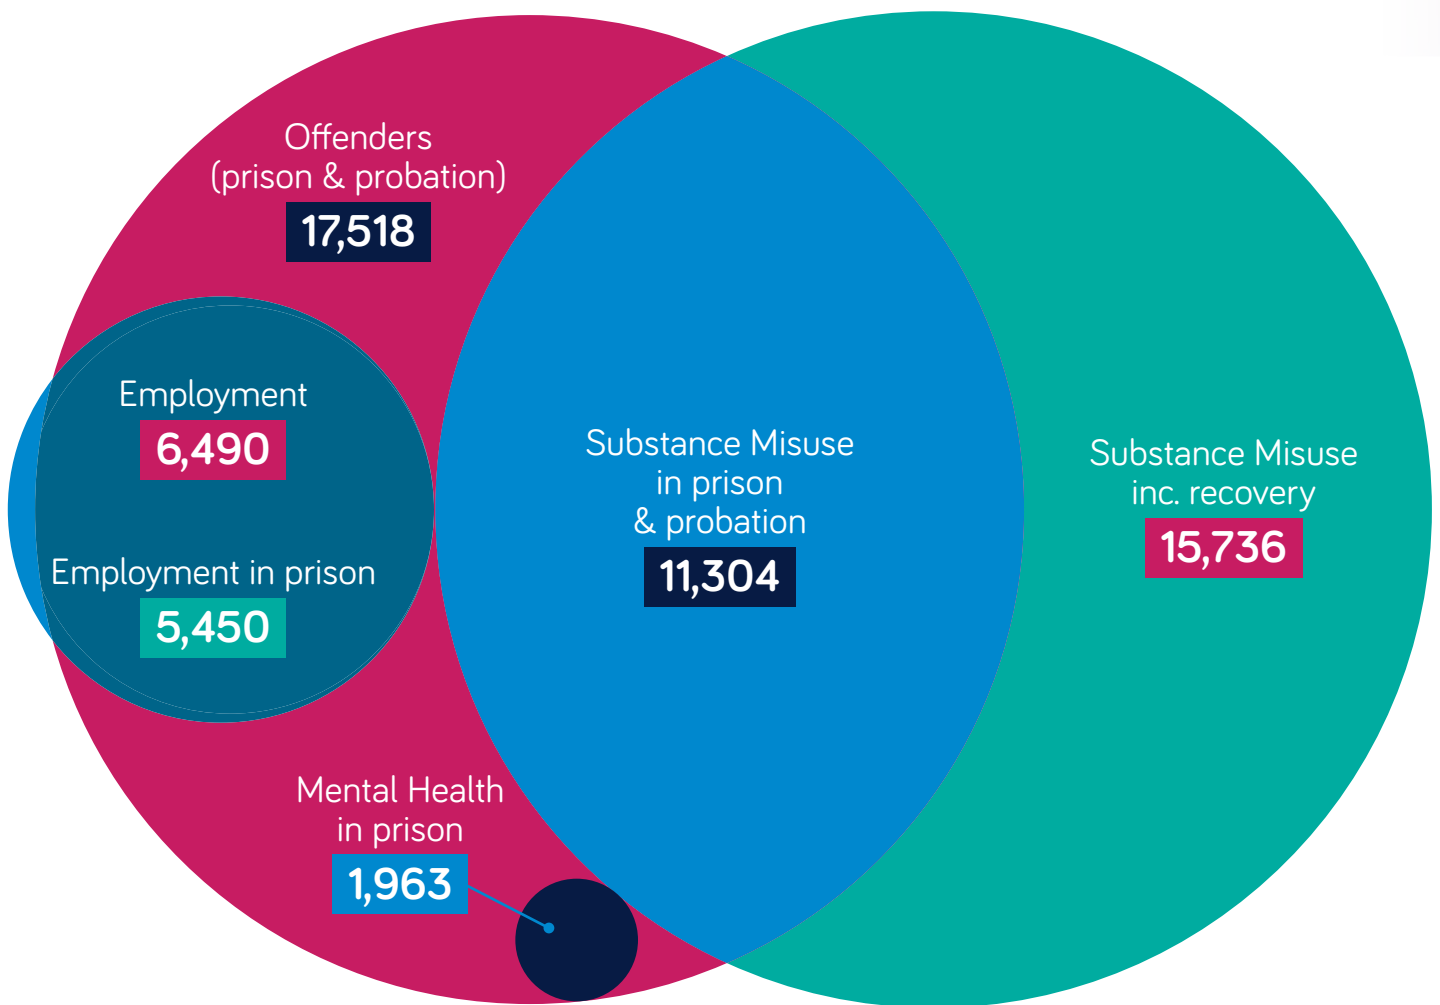 Offenders
(prison & probation)
17,518
Employment
6,490
Employment in prison
5,450
Mental Health
in prison
1,963
Substance Misuse
in prison
& probation
11,304
Substance Misuse
inc. recovery
15,736